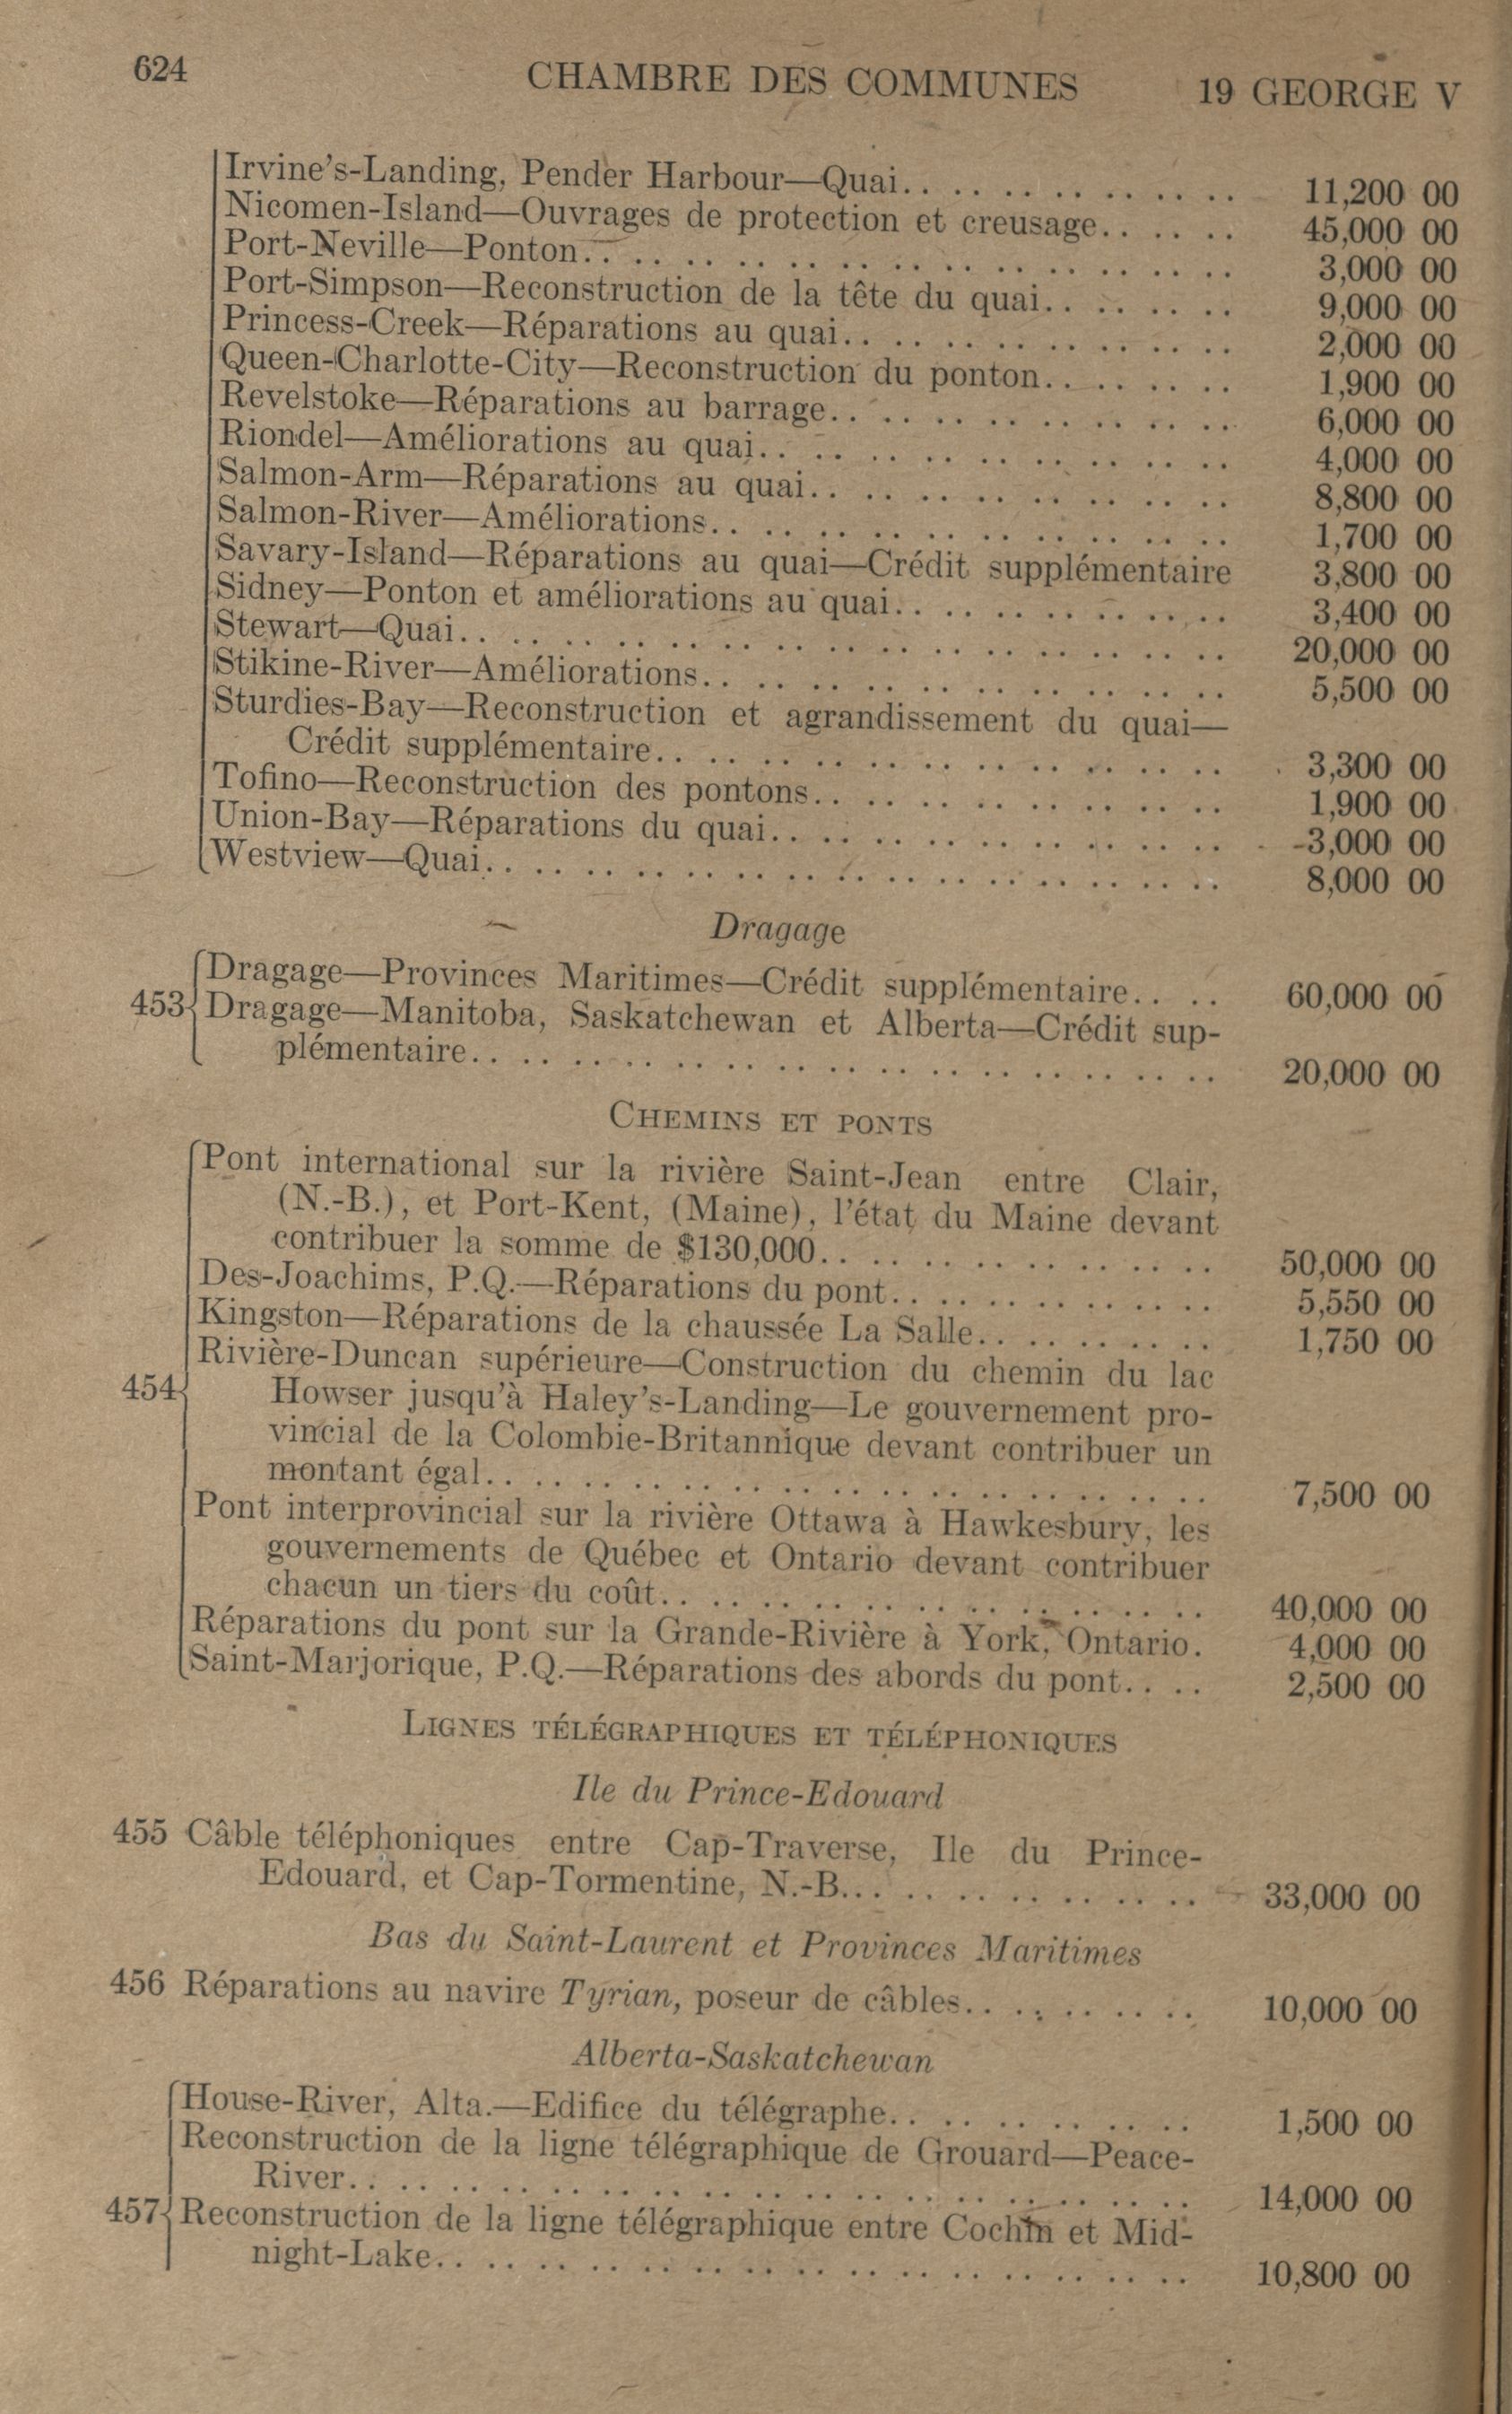 624 CHAMBRE DES COMMUNES 19 GEORGE V
Irvine's-Landing, Pender Harbour—Quai.. .. .. .. .. .. .. 11,200 00
Nicomen-Island—Ouvrages de protection et creusage.. .. .. 45,000 00
Port-Neville—Ponton.. .. .. .. .. .. .. .. .. .. .. .. .. 3,000 00
Port-Simpson—Reconstruction de la tête du quai.. .. .. .. 9,000 00
Princess-Creek—Réparations au quai.. .. .. .. .. .. .. .. 2,000 00
Queen-Charlotte-City—Reconstruction du ponton.. .. .. .. 1,900 00
Revelstoke—Réparations au barrage.. .. .. .. .. .. .. .. 6,000 00
Riondel—Améliorations au quai.. .. .. .. .. .. .. .. .. 4,000 00
Salmon-Arm—Réparations au quai.. .. .. .. .. .. .. .. 8,800 00
Salmon-River—Améliorations.. .. .. .. .. .. .. .. .. .. 1,700 00
Savary-Island—Réparations au quai—Crédit supplémentaire 3,800 00
Sidney—Ponton et améliorations au quai.. .. .. .. .. .. .. 3,400 00
Stewart—Quai.. .. .. .. .. .. .. .. .. .. .. .. .. .. .. 20,000 00
Stikine-River—Améliorations.. .. .. .. .. .. .. .. .. .. 5,500 00
Sturdies-Bay—Reconstruction et agrandissement du quai—
Crédit supplémentaire.. .. .. .. .. .. .. .. .. .. .. 3,300 00
Tofino—Reconstruction des pontons.. .. .. .. .. .. .. .. 1,900 00
Union-Bay—Réparations du quai.. .. .. .. .. .. .. .. .. 3,000 00
Westview—Quai.. .. .. .. .. .. .. .. .. .. .. .. .. .. .. 8,000 00
Dragage
Dragage—Provinces Maritimes—Crédit supplémentaire.. .. 60,000 00
453 Dragage—Manitoba, Saskatchewan et Alberta—Crédit sup-
plémentaire.. .. .. .. .. .. .. .. .. .. .. .. .. .. .. 20,000 00
CHEMINS ET PONTS
Pont international sur la rivière Saint-Jean entre Clair,
(N.-B.), et Port-Kent, (Maine), l'état du Maine devant
contribuer la somme de $130,000.. .. .. .. .. .. .. .. 50,000 00
Des-Joachims, P.Q.—Réparations du pont.. .. .. .. .. .. .. 5,550 00
Kingston—Réparations de la chaussée La Salle.. .. .. .. .. 1,750 00
Rivière-Duncan supérieure—Construction du chemin du lac
454 Howser jusqu'à Haley's-Landing—Le gouvernement pro-
vincial de la Colombie-Britannique devant contribuer un
montant égal.. .. .. .. .. .. .. .. .. .. .. .. .. .. .. 7,500 00
Pont interprovincial sur la rivière Ottawa à Hawkesbury, les
gouvernements de Québec et Ontario devant contribuer
chacun un tiers du coût.. .. .. .. .. .. .. .. .. .. .. 40,000 00
Réparations du pont sur la Grande-Rivière à York, Ontario. 4,000 00
Saint-Marjorique, P.Q.—Réparations des abords du pont.. .. 2,500 00
LIGNES TÉLÉGRAPHIQUES ET TÉLÉPHONIQUES
Ile du Prince-Edouard
455 Câble téléphoniques entre Cap-Traverse, Ile du Prince-
Edouard, et Cap-Tormentine, N.-B... .. .. .. .. .. .. 33,000 00
Bas du Saint-Laurent et Provinces Maritimes
456 Réparations au navire Tyrian, poseur de câbles.. .. .. .. .. 10,000 00
Alberta-Saskatchewan
House-River, Alta.—Edifice du télégraphe.. .. .. .. .. .. 1,500 00
Reconstruction de la ligne télégraphique de Grouard—Peace-
River.. .. .. .. .. .. .. .. .. .. .. .. .. .. .. .. .. 14,000 00
457 Reconstruction de la ligne télégraphique entre Cochin et Mid-
night-Lake.. .. .. .. .. .. .. .. .. .. .. .. .. .. .. 10,800 00